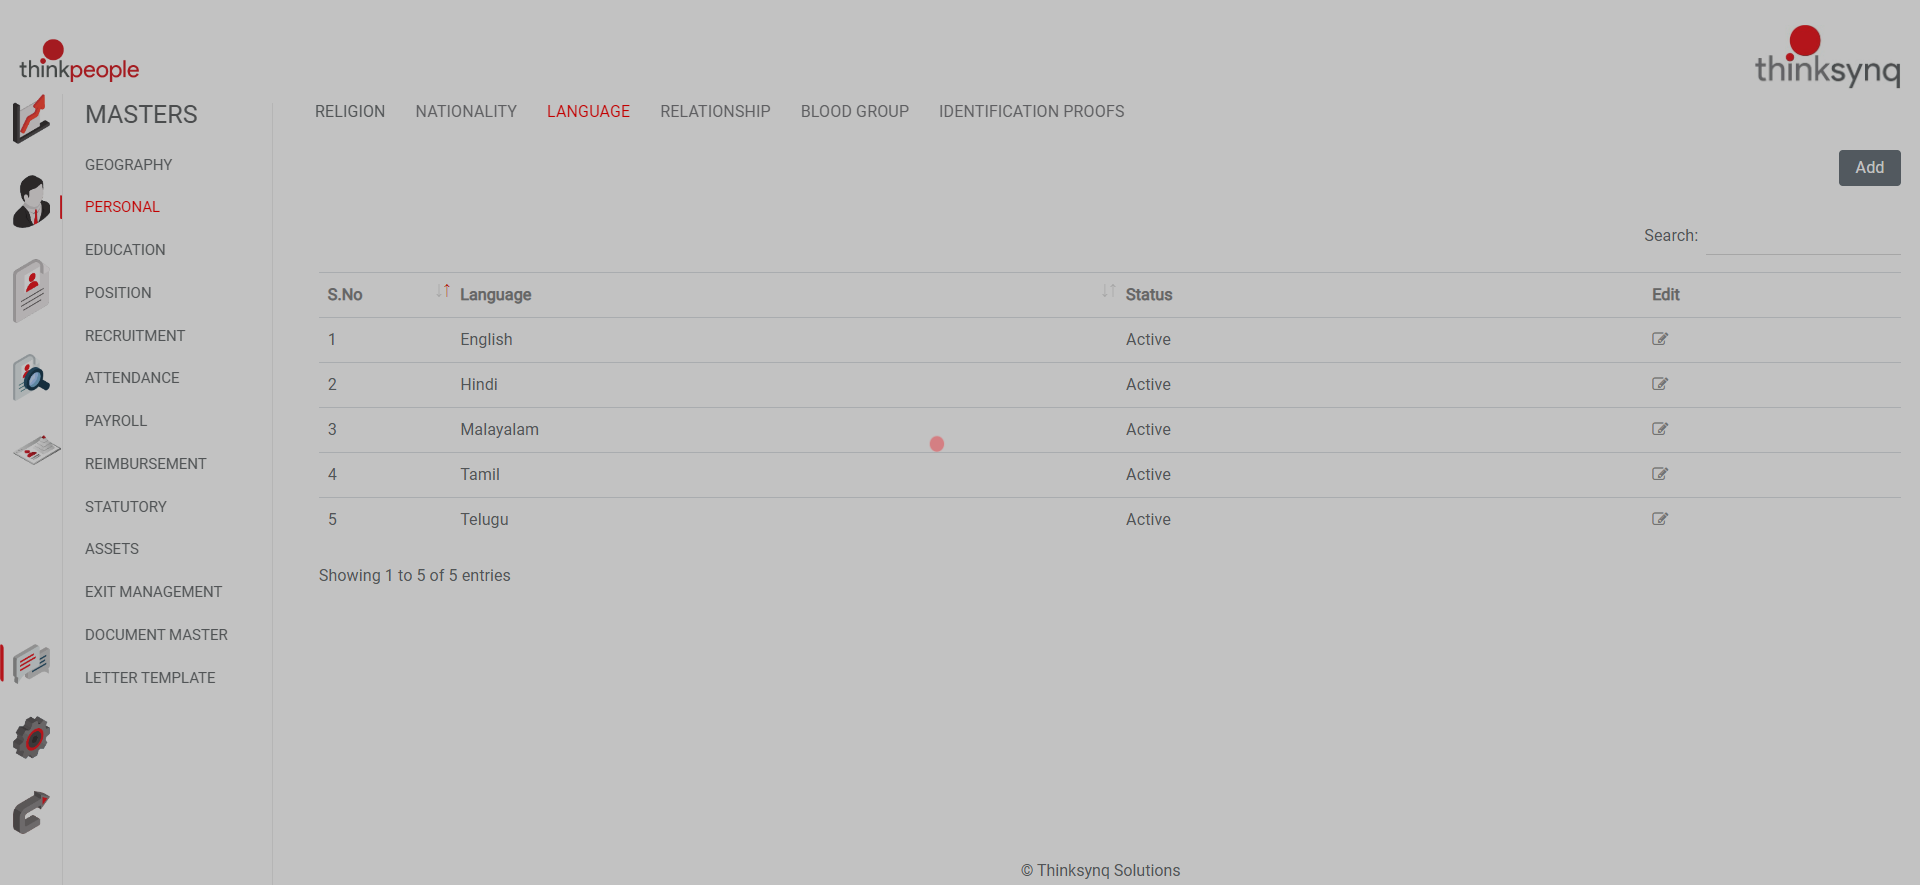 thinkpeople
thinksynq
MASTERS
GEOGRAPHY
PERSONAL
EDUCATION
POSITION
RECRUITMENT
ATTENDANCE
PAYROLL
REIMBURSEMENT
STATUTORY
ASSETS
EXIT MANAGEMENT
DOCUMENT MASTER
LETTER TEMPLATE
RELIGION NATIONALITY LANGUAGE RELATIONSHIP BLOOD GROUP IDENTIFICATION PROOFS
Add
Search:
S.No Language Status Edit
1 English Active
2 Hindi Active
3 Malayalam Active
4 Tamil Active
5 Telugu Active
Showing 1 to 5 of 5 entries
© Thinksynq Solutions